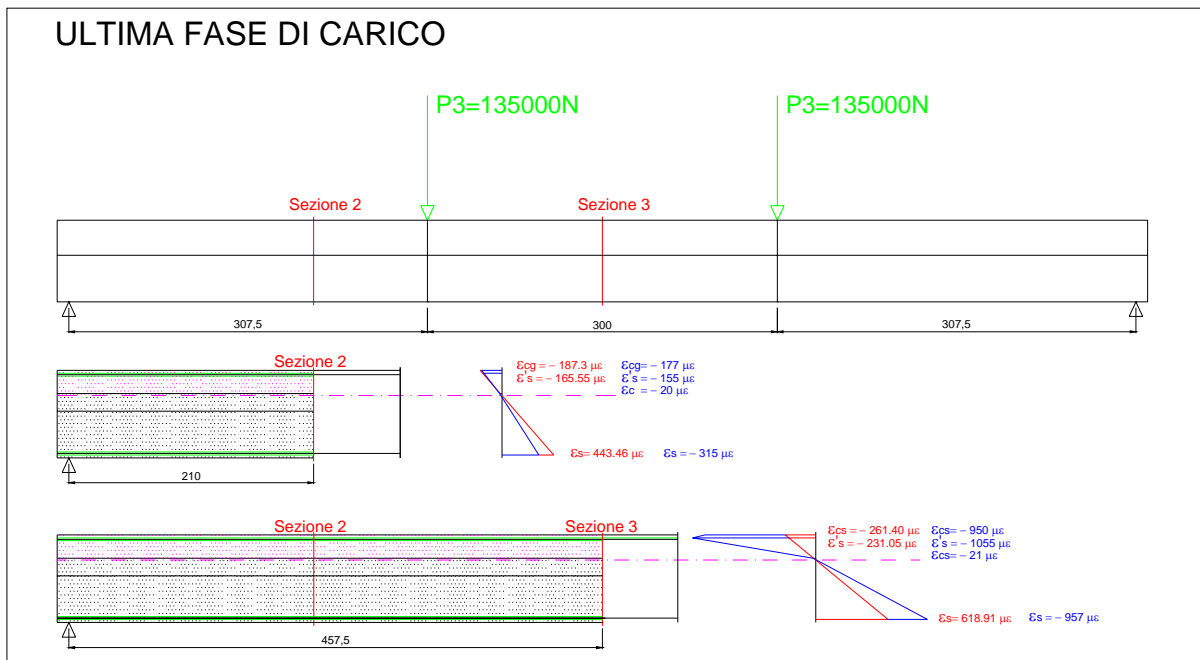 ULTIMA FASE DI CARICO
P3=135000N P3=135000N
Sezione 2 Sezione 3
307,5 300 307,5
Sezione 2
εcg = − 187.3 µε εcg= − 177 µε
ε's = − 165.55 µε ε's = − 155 µε
εc = − 20 µε
εs= 443.46 µε εs = − 315 µε
210
Sezione 2 Sezione 3
εcs = − 261.40 µε εcs= − 950 µε
ε's = − 231.05 µε ε's = − 1055 µε
εcs= − 21 µε
εs= 618.91 µε εs = − 957 µε
457,5